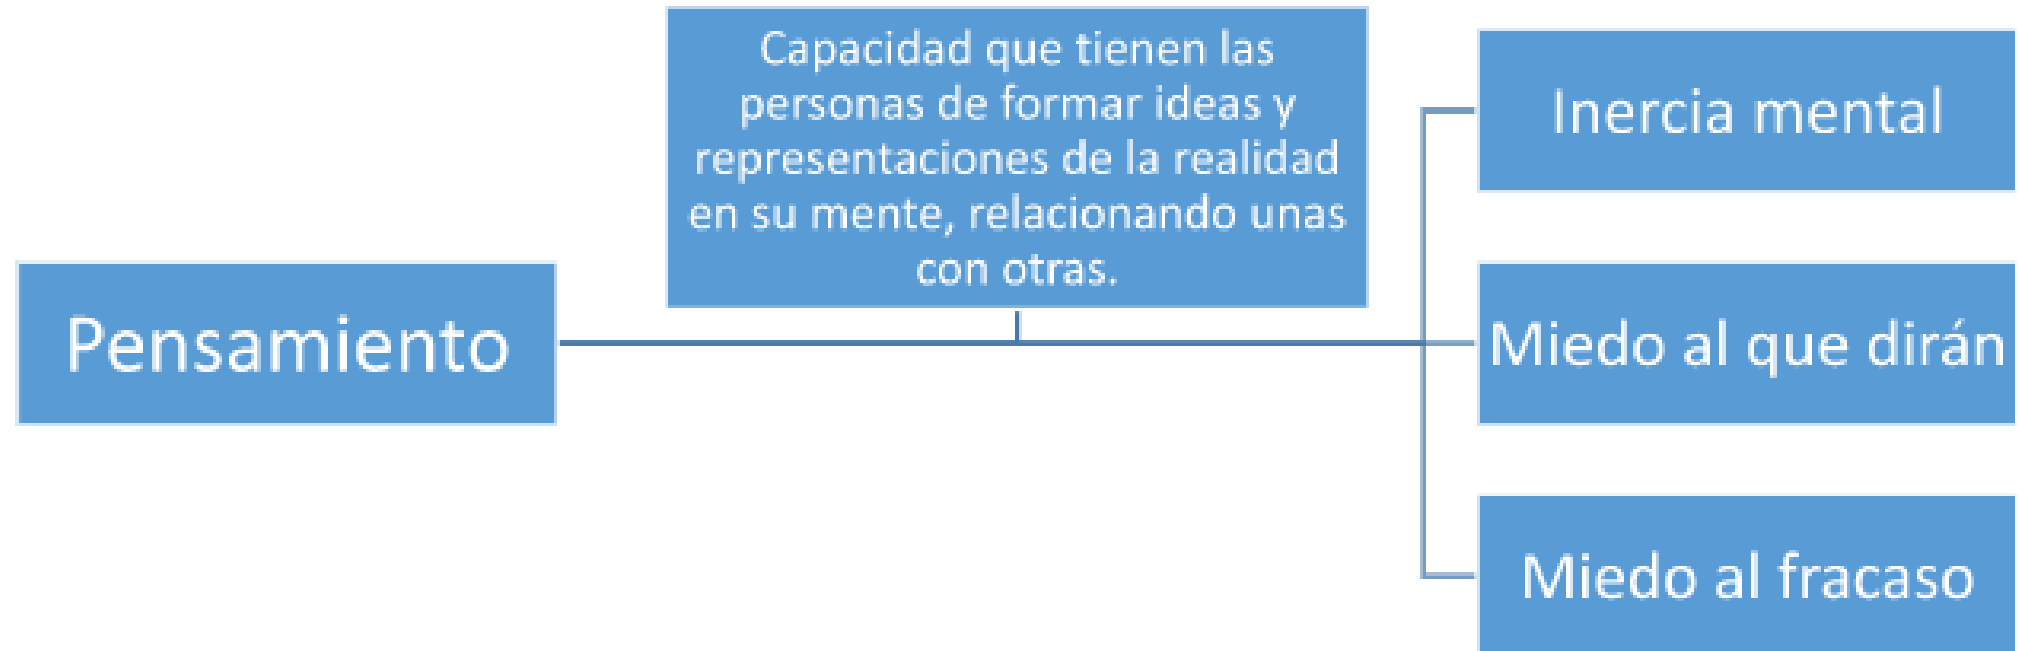 Pensamiento
Capacidad que tienen las
personas de formar ideas y
representaciones de la realidad
en su mente, relacionando unas
con otras.
Inercia mental
Miedo al que dirán
Miedo al fracaso